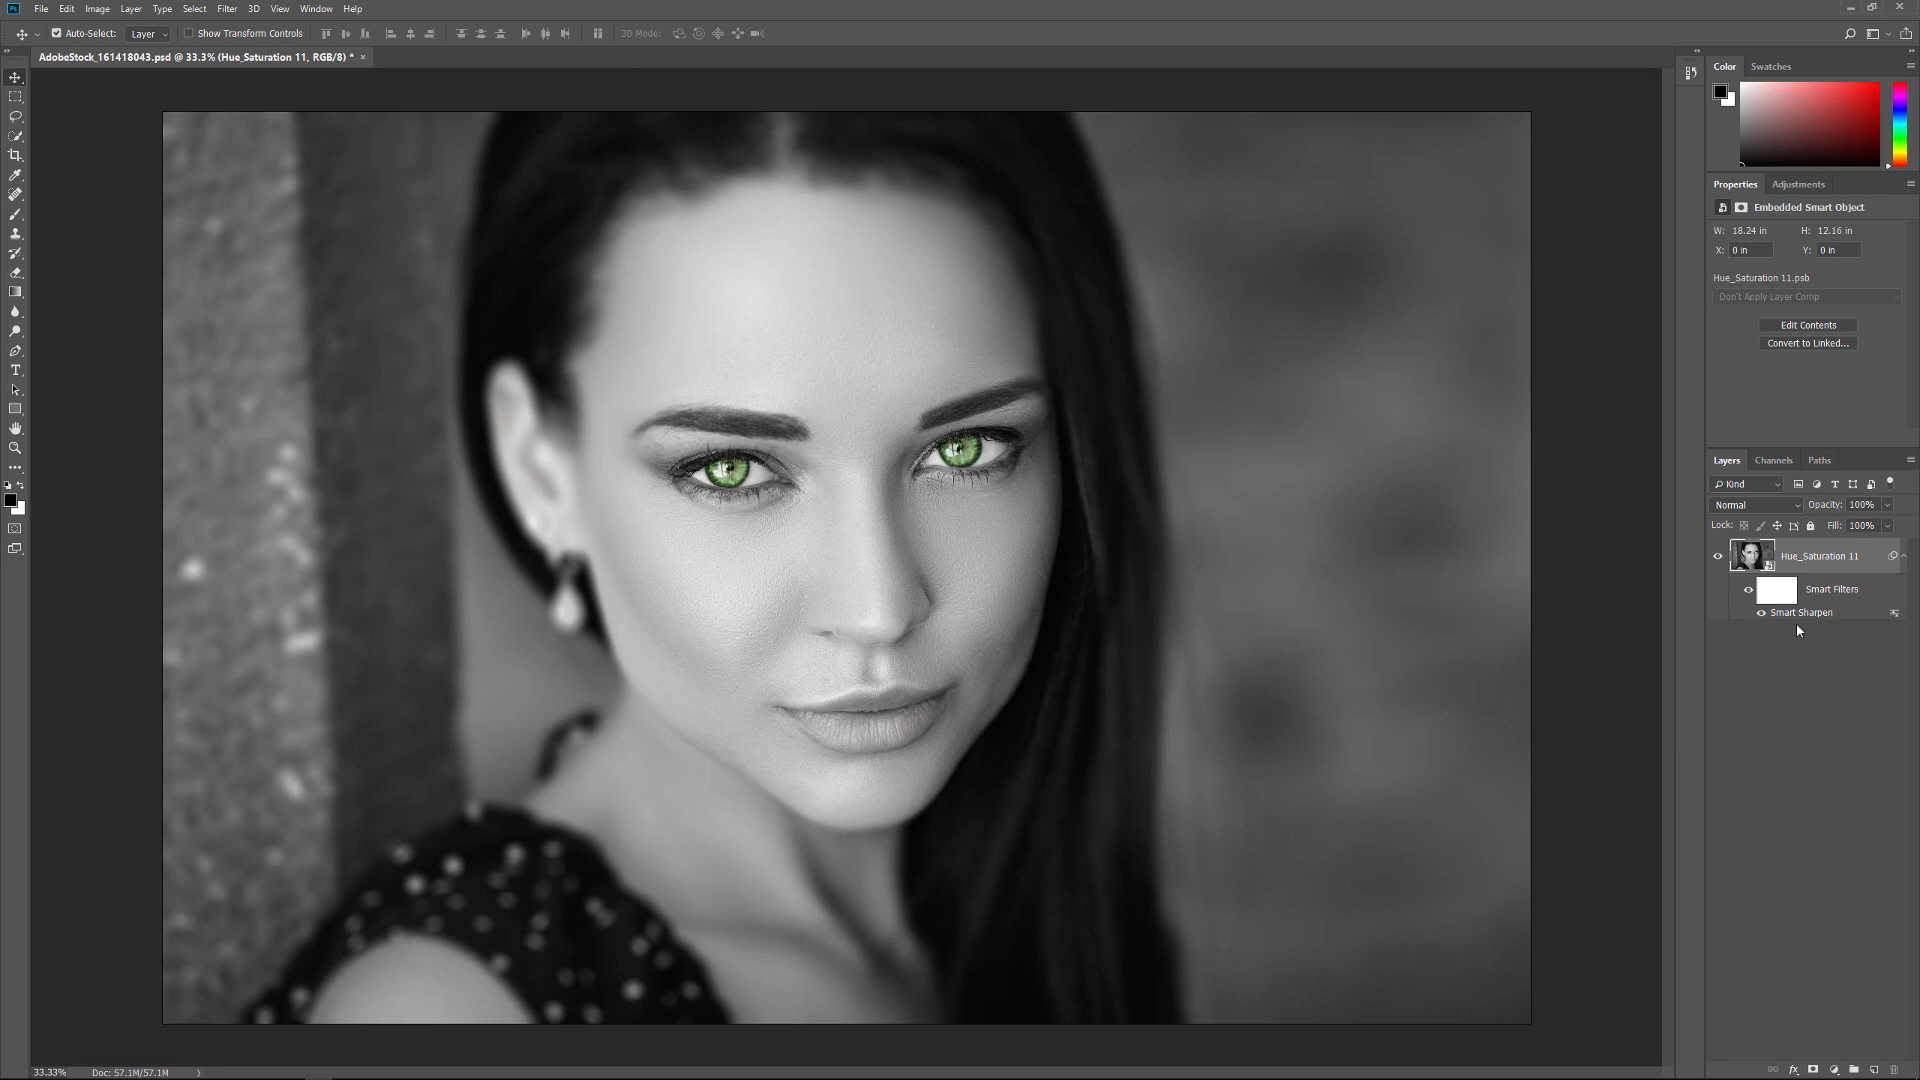 Ps File Edit Image Layer Type Select Filter 3D View Window Help
Auto-Select: Layer Show Transform Controls 3D Mode:
AdobeStock_161418043.psd @ 33.3% (Hue_Saturation 11, RGB/8) * ×
Color Swatches
Properties Adjustments
Embedded Smart Object
W: 18.24 in H: 12.16 in
X: 0 in Y: 0 in
Hue_Saturation 11.psb
Don't Apply Layer Comp
Edit Contents
Convert to Linked...
Layers Channels Paths
Kind
Normal Opacity: 100%
Lock: Fill: 100%
Hue_Saturation 11
Smart Filters
Smart Sharpen
33.33% Doc: 57.1M/57.1M